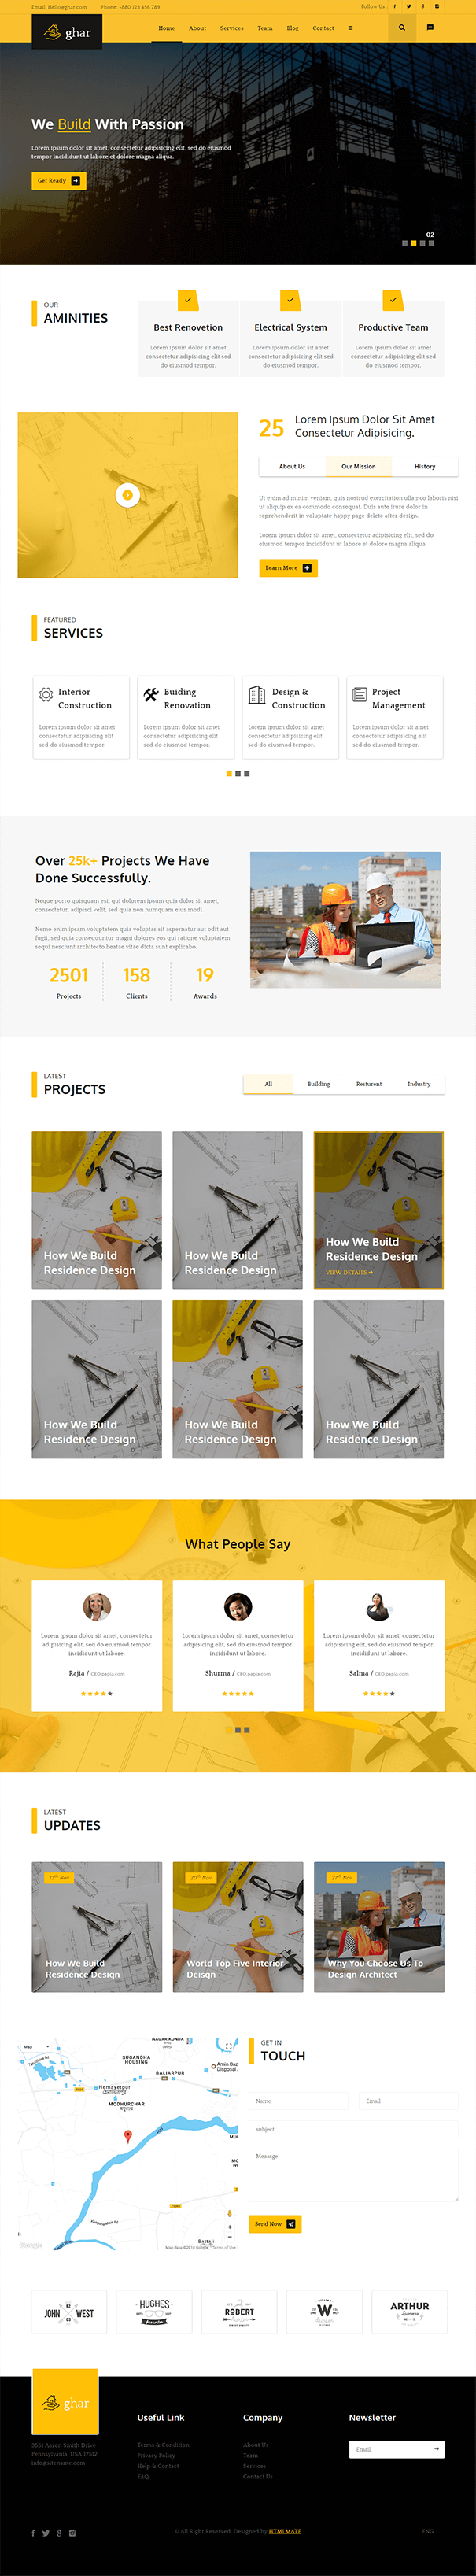 Email: Hello@ghar.com Phone: +880 123 456 789 Follow Us
ghar
Home About Services Team Blog Contact
We Build With Passion
Lorem ipsum dolor sit amet, consectetur adipisicing elit, sed do eiusmod
tempor incididunt ut labore et dolore magna aliqua.
Get Ready
02
OUR
AMINITIES
Best Renovetion
Lorem ipsum dolor sit amet
consectetur adipisicing elit sed
do eiusmod tempor.
Electrical System
Lorem ipsum dolor sit amet
consectetur adipisicing elit sed
do eiusmod tempor.
Productive Team
Lorem ipsum dolor sit amet
consectetur adipisicing elit sed
do eiusmod tempor.
25
Lorem Ipsum Dolor Sit Amet
Consectetur Adipisicing.
About Us Our Mission History
Ut enim ad minim veniam, quis nostrud exercitation ullamco laboris nisi
ut aliquip ex ea commodo consequat. Duis aute irure dolor in
reprehenderit in voluptate happy page delete after design.
Lorem ipsum dolor sit amet, consectetur adipisicing elit, sed do
eiusmod tempor incididunt ut labore et dolore magna aliqua.
Learn More
FEATURED
SERVICES
Interior
Construction
Lorem ipsum dolor sit amet
consectetur adipisicing elit
sed do eiusmod tempor.
Buiding
Renovation
Lorem ipsum dolor sit amet
consectetur adipisicing elit
sed do eiusmod tempor.
Design &
Construction
Lorem ipsum dolor sit amet
consectetur adipisicing elit
sed do eiusmod tempor.
Project
Management
Lorem ipsum dolor sit amet
consectetur adipisicing elit
sed do eiusmod tempor.
Over 25k+ Projects We Have
Done Successfully.
Neque porro quisquam est, qui dolorem ipsum quia dolor sit amet,
consectetur, adipisci velit, sed quia non numquam eius modi.
Nemo enim ipsam voluptatem quia voluptas sit aspernatur aut odit aut
fugit, sed quia consequuntur magni dolores eos qui ratione voluptatem
sequi nesciunt architecto beatae vitae dicta sunt explicabo.
2501 158 19
Projects Clients Awards
LATEST
PROJECTS
All Building Resturent Industry
How We Build
Residence Design
How We Build
Residence Design
How We Build
Residence Design
VIEW DETAILS
How We Build
Residence Design
How We Build
Residence Design
How We Build
Residence Design
What People Say
Lorem ipsum dolor sit amet, consectetur
adipisicing elit, sed do eiusmod tempor
incididunt ut labore.
Rajia / CEO,papia.com
Lorem ipsum dolor sit amet, consectetur
adipisicing elit, sed do eiusmod tempor
incididunt ut labore.
Shurma / CEO,papia.com
Lorem ipsum dolor sit amet, consectetur
adipisicing elit, sed do eiusmod tempor
incididunt ut labore.
Salma / CEO,papia.com
LATEST
UPDATES
15th Nov
How We Build
Residence Design
20th Nov
World Top Five Interior
Deisgn
27th Nov
Why You Choose Us To
Design Architect
Map
SUGANDHA
HOUSING
BALIARPUR
Amin Baz
Disposal
Hemayetpur
MODHURCHAR
Google
Map data ©2018 Google Terms of Use
GET IN
TOUCH
Name Email
subject
Message
Send Now
JOHN WEST
HUGHES
ROBERT
W
ARTHUR
ghar
3561 Aaron Smith Drive
Pennsylvania, USA 17512
info@sitename.com
Useful Link
Terms & Condition
Privacy Policy
Help & Contact
FAQ
Company
About Us
Team
Services
Contact Us
Newsletter
Email
© All Right Reserved. Designed by HTMLMATE
ENG